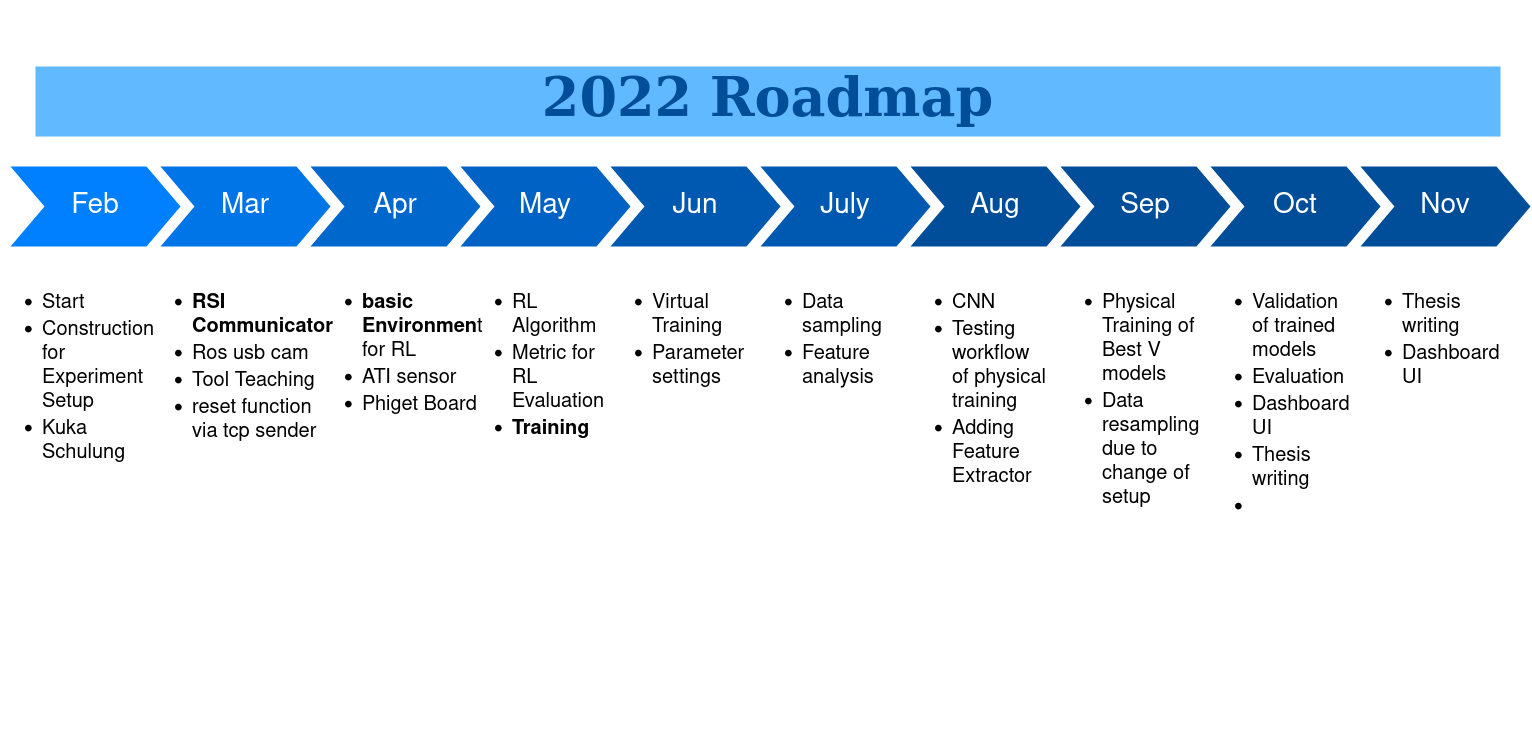 2022 Roadmap
Feb
Mar
Apr
May
Jun
July
Aug
Sep
Oct
Nov
• Start
• Construction
for
Experiment
Setup
• Kuka
Schulung
• RSI
Communicator
• Ros usb cam
• Tool Teaching
• reset function
via tcp sender
• basic
Environment
for RL
• ATI sensor
• Phiget Board
• RL
Algorithm
• Metric for
RL
Evaluation
• Training
• Virtual
Training
• Parameter
settings
• Data
sampling
• Feature
analysis
• CNN
• Testing
workflow
of physical
training
• Adding
Feature
Extractor
• Physical
Training of
Best V
models
• Data
resampling
due to
change of
setup
• Validation
of trained
models
• Evaluation
• Dashboard
UI
• Thesis
writing
•
• Thesis
writing
• Dashboard
UI